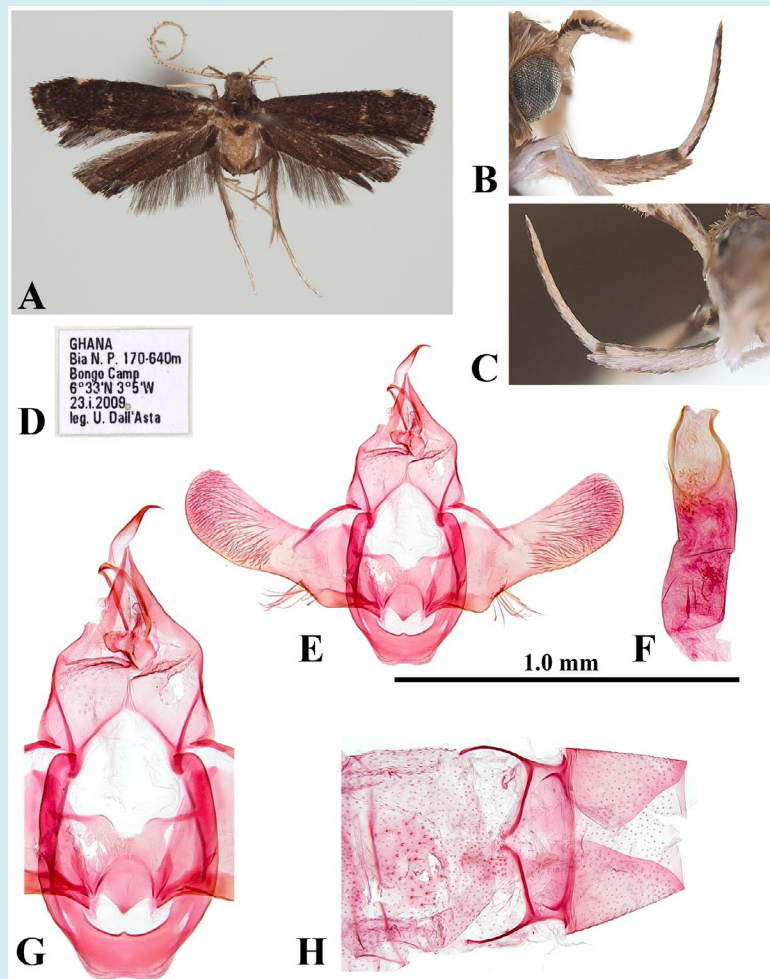 A
B
C
D
GHANA
Bia N. P. 170-640m
Bongo Camp
6°33'N 3°5'W
23.i.2009
leg. U. Dall'Asta
E
F
1.0 mm
G
H